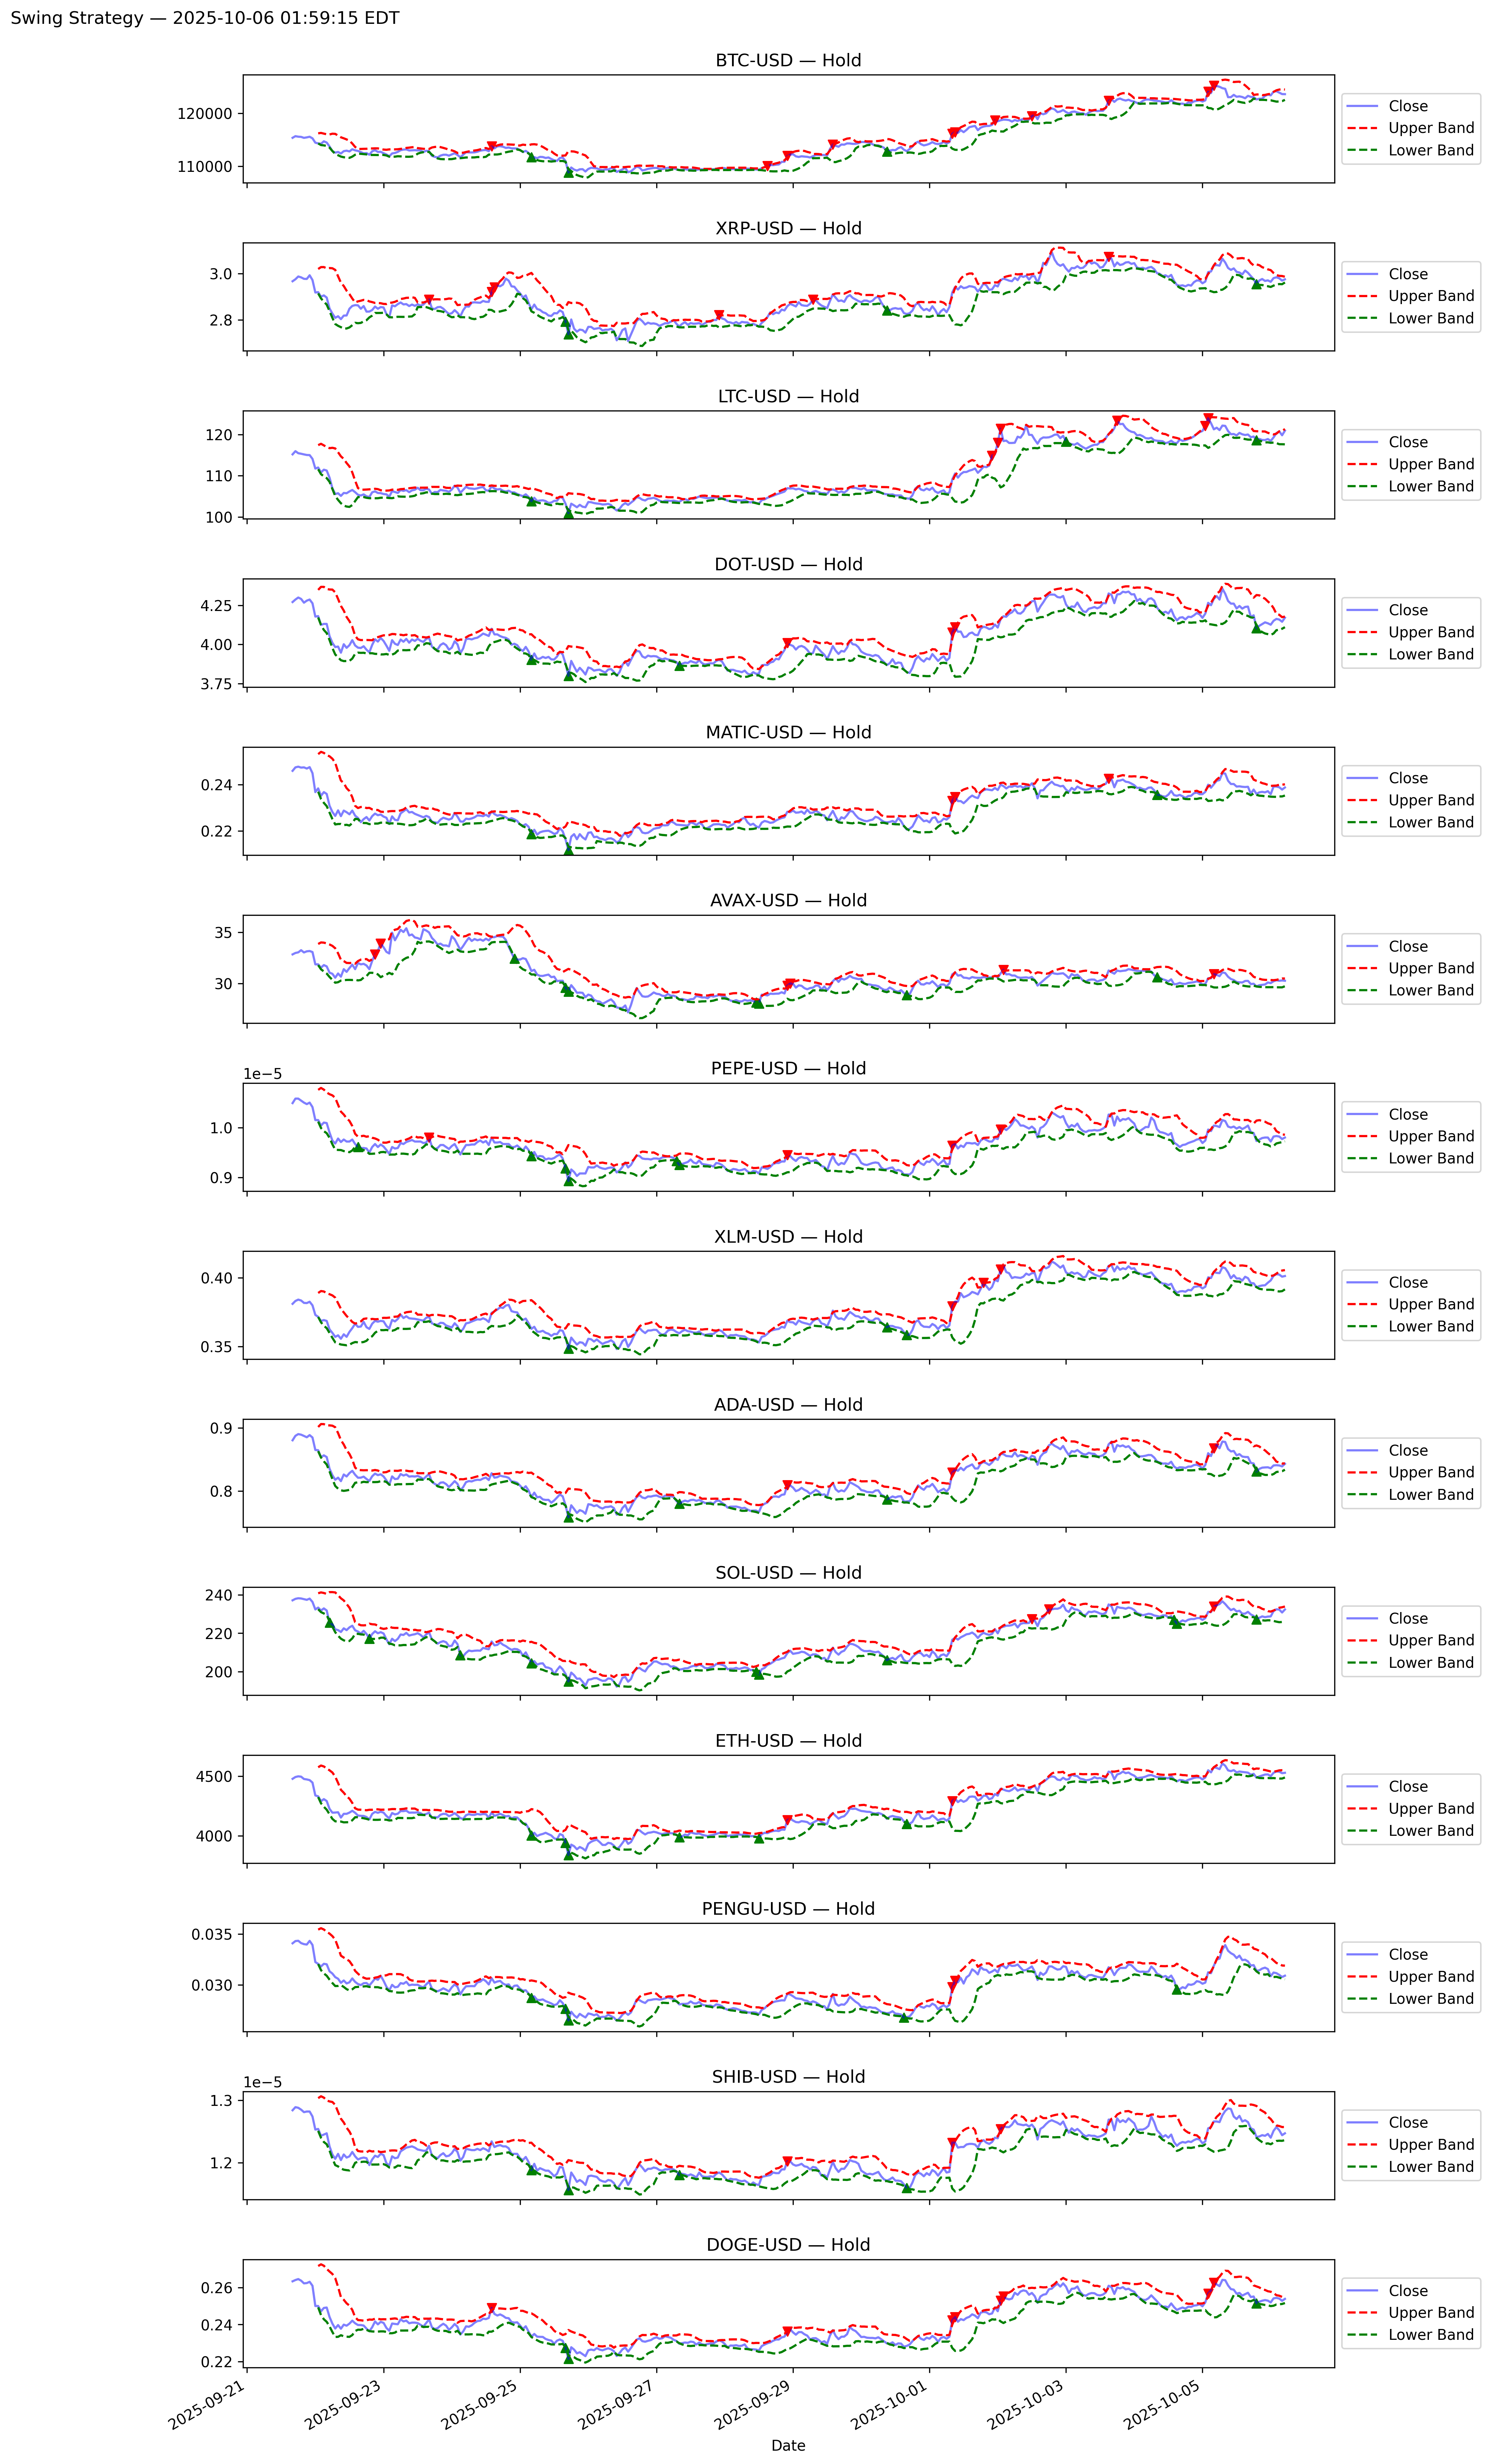 Swing Strategy — 2025-10-06 01:59:15 EDT
BTC-USD — Hold
120000
110000
Close
Upper Band
Lower Band
XRP-USD — Hold
3.0
2.8
Close
Upper Band
Lower Band
LTC-USD — Hold
120
110
100
Close
Upper Band
Lower Band
DOT-USD — Hold
4.25
4.00
3.75
Close
Upper Band
Lower Band
MATIC-USD — Hold
0.24
0.22
Close
Upper Band
Lower Band
AVAX-USD — Hold
35
30
Close
Upper Band
Lower Band
PEPE-USD — Hold
1e−5
1.0
0.9
Close
Upper Band
Lower Band
XLM-USD — Hold
0.40
0.35
Close
Upper Band
Lower Band
ADA-USD — Hold
0.9
0.8
Close
Upper Band
Lower Band
SOL-USD — Hold
240
220
200
Close
Upper Band
Lower Band
ETH-USD — Hold
4500
4000
Close
Upper Band
Lower Band
PENGU-USD — Hold
0.035
0.030
Close
Upper Band
Lower Band
SHIB-USD — Hold
1e−5
1.3
1.2
Close
Upper Band
Lower Band
DOGE-USD — Hold
0.26
0.24
0.22
Close
Upper Band
Lower Band
2025-09-21
2025-09-23
2025-09-25
2025-09-27
2025-09-29
2025-10-01
2025-10-03
2025-10-05
Date